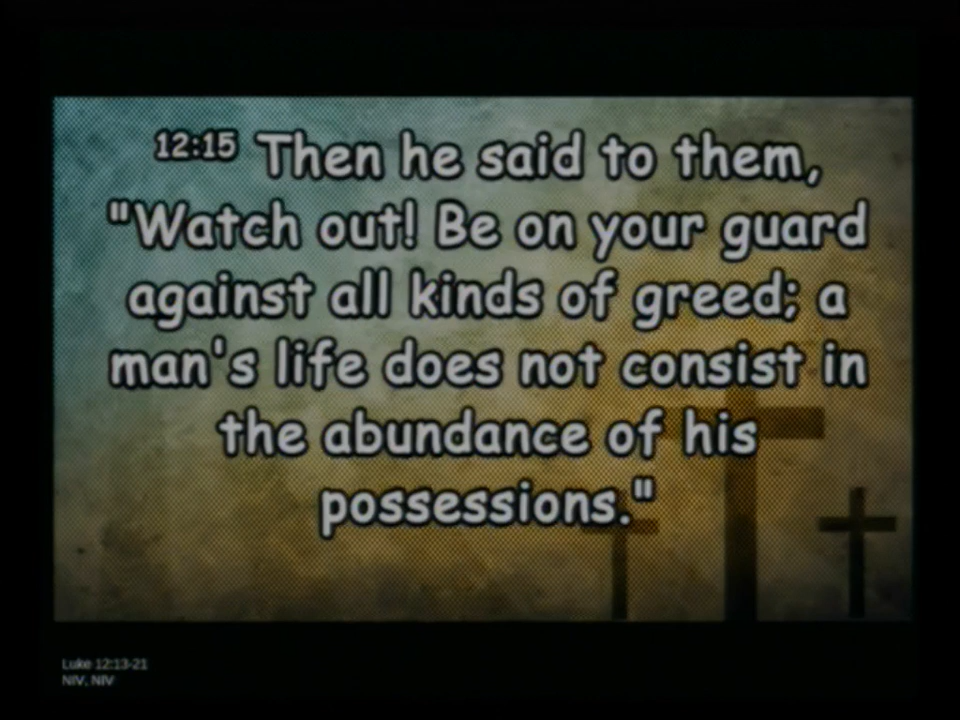 12:15 Then he said to them,
"Watch out! Be on your guard
against all kinds of greed; a
man's life does not consist in
the abundance of his
possessions."
Luke 12:13-21
NIV, NIV